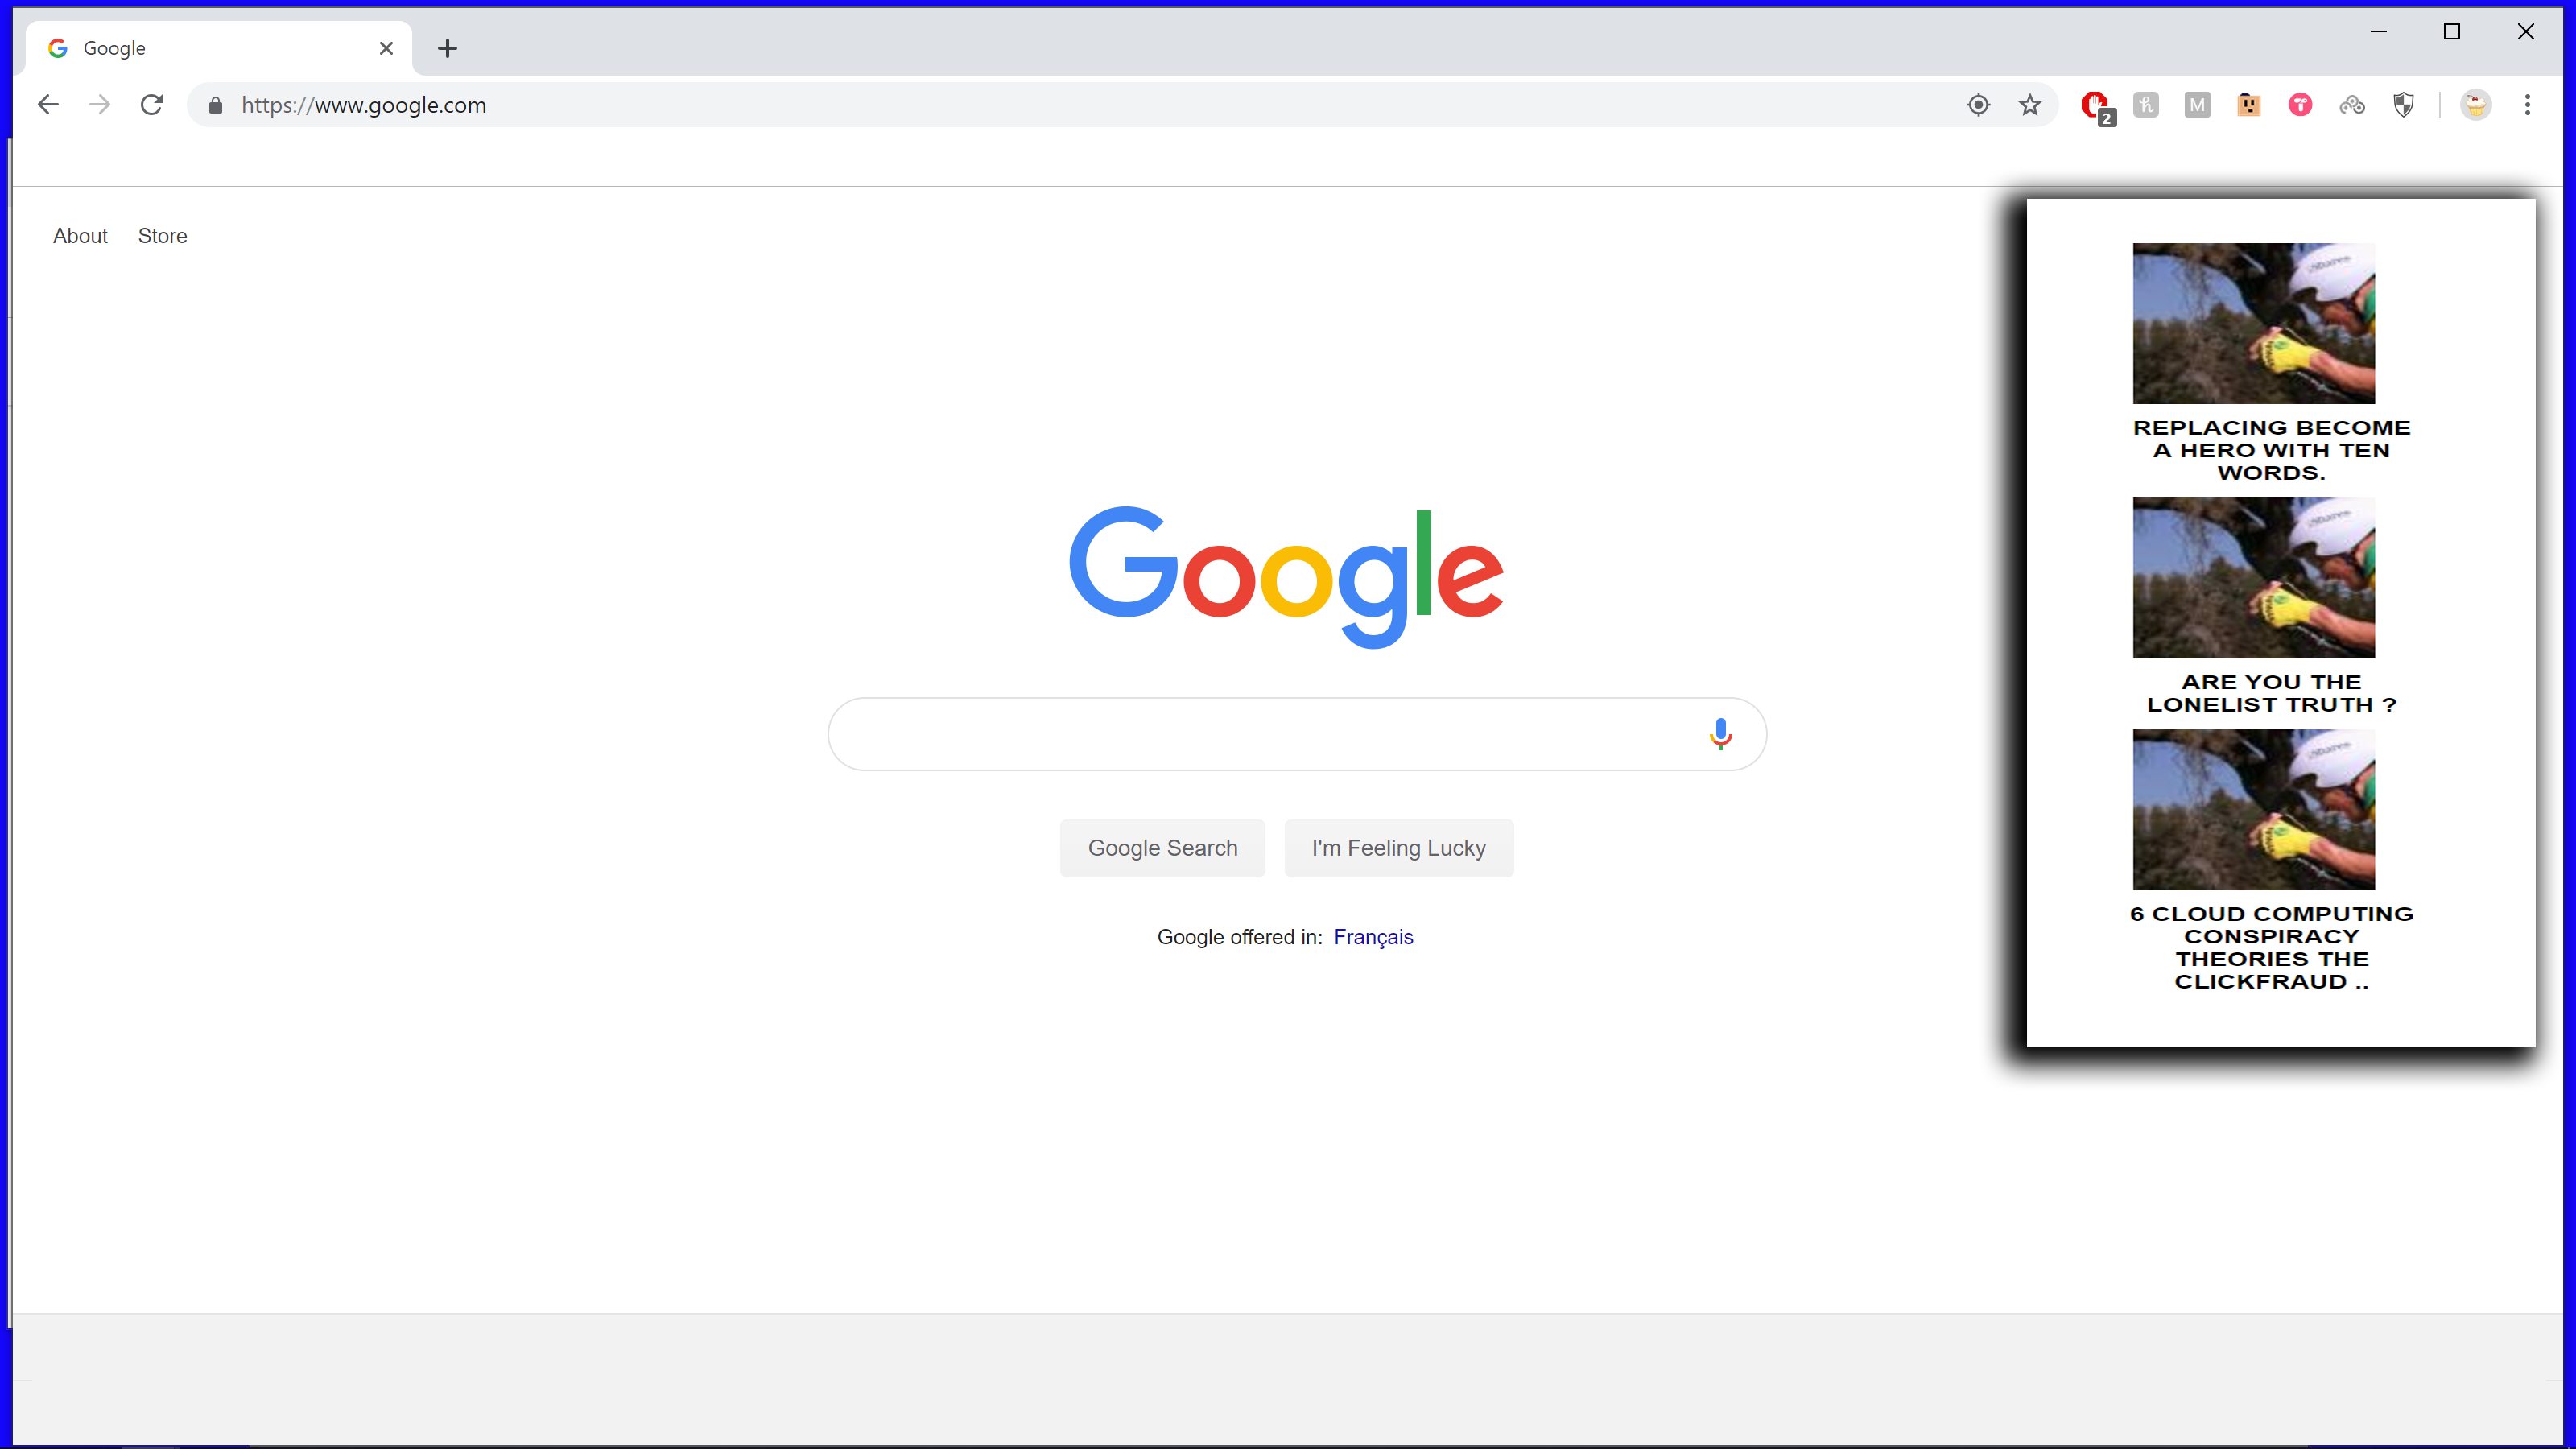 Google
https://www.google.com
2
M
About Store
REPLACING BECOME
A HERO WITH TEN
WORDS.
ARE YOU THE
LONELIST TRUTH ?
6 CLOUD COMPUTING
CONSPIRACY
THEORIES THE
CLICKFRAUD ..
Google
Google Search I'm Feeling Lucky
Google offered in: Français